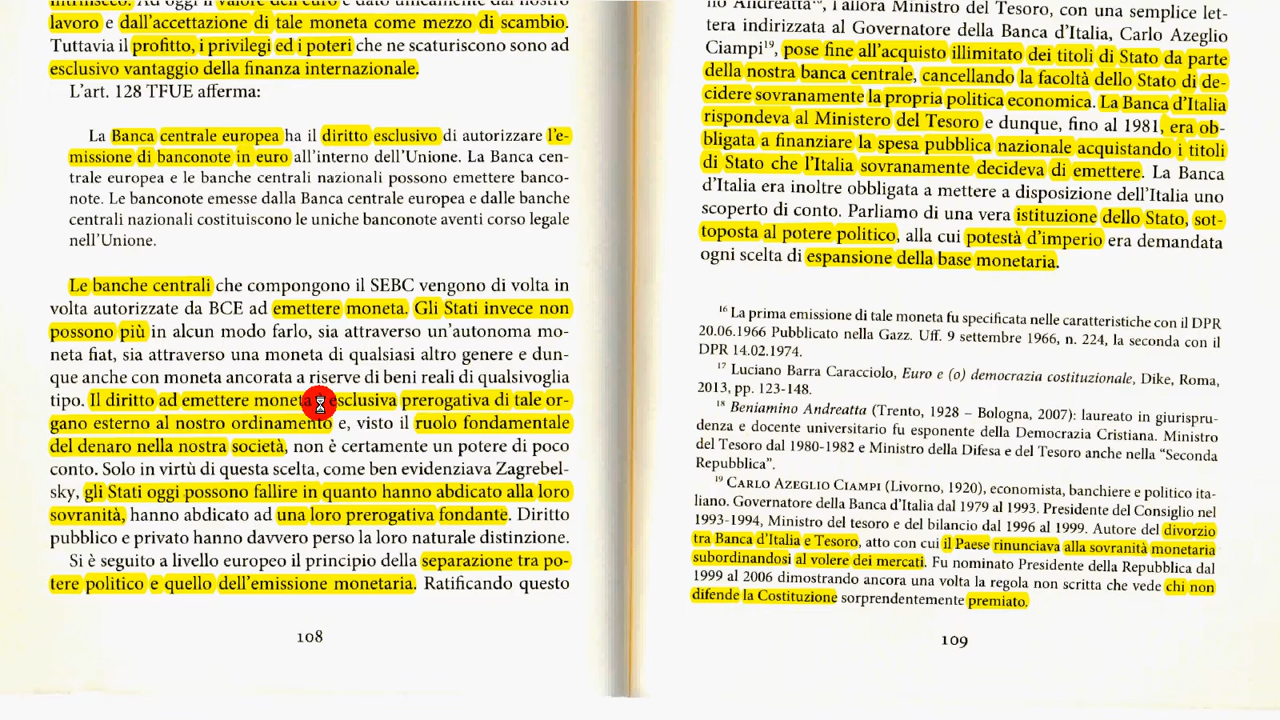 intrinseco. Ad oggi il valore dell'euro è dato unicamente dal nostro
lavoro e dall'accettazione di tale moneta come mezzo di scambio.
Tuttavia il profitto, i privilegi ed i poteri che ne scaturiscono sono ad
esclusivo vantaggio della finanza internazionale.
L'art. 128 TFUE afferma:
La Banca centrale europea ha il diritto esclusivo di autorizzare l'e-
missione di banconote in euro all'interno dell'Unione. La Banca cen-
trale europea e le banche centrali nazionali possono emettere banco-
note. Le banconote emesse dalla Banca centrale europea e dalle banche
centrali nazionali costituiscono le uniche banconote aventi corso legale
nell'Unione.
Le banche centrali che compongono il SEBC vengono di volta in
volta autorizzate da BCE ad emettere moneta. Gli Stati invece non
possono più in alcun modo farlo, sia attraverso un'autonoma mo-
neta fiat, sia attraverso una moneta di qualsiasi altro genere e dun-
que anche con moneta ancorata a riserve di beni reali di qualsivoglia
tipo. Il diritto ad emettere moneta esclusiva prerogativa di tale or-
gano esterno al nostro ordinamento e, visto il ruolo fondamentale
del denaro nella nostra società, non è certamente un potere di poco
conto. Solo in virtù di questa scelta, come ben evidenziava Zagrebel-
sky, gli Stati oggi possono fallire in quanto hanno abdicato alla loro
sovranità, hanno abdicato ad una loro prerogativa fondante. Diritto
pubblico e privato hanno davvero perso la loro naturale distinzione.
Si è seguito a livello europeo il principio della separazione tra po-
tere politico e quello dell'emissione monetaria. Ratificando questo
108
no Andreatta¹⁸, l'allora Ministro del Tesoro, con una semplice let-
tera indirizzata al Governatore della Banca d'Italia, Carlo Azeglio
Ciampi¹⁹, pose fine all'acquisto illimitato dei titoli di Stato da parte
della nostra banca centrale, cancellando la facoltà dello Stato di de-
cidere sovranamente la propria politica economica. La Banca d'Italia
rispondeva al Ministero del Tesoro e dunque, fino al 1981, era ob-
bligata a finanziare la spesa pubblica nazionale acquistando i titoli
di Stato che l'Italia sovranamente decideva di emettere. La Banca
d'Italia era inoltre obbligata a mettere a disposizione dell'Italia uno
scoperto di conto. Parliamo di una vera istituzione dello Stato, sot-
toposta al potere politico, alla cui potestà d'imperio era demandata
ogni scelta di espansione della base monetaria.
¹⁶ La prima emissione di tale moneta fu specificata nelle caratteristiche con il DPR
20.06.1966 Pubblicato nella Gazz. Uff. 9 settembre 1966, n. 224, la seconda con il
DPR 14.02.1974.
¹⁷ Luciano Barra Caracciolo, Euro e (o) democrazia costituzionale, Dike, Roma,
2013, pp. 123-148.
¹⁸ Beniamino Andreatta (Trento, 1928 – Bologna, 2007): laureato in giurispru-
denza e docente universitario fu esponente della Democrazia Cristiana. Ministro
del Tesoro dal 1980-1982 e Ministro della Difesa e del Tesoro anche nella "Seconda
Repubblica".
¹⁹ CARLO AZEGLIO CIAMPI (Livorno, 1920), economista, banchiere e politico ita-
liano. Governatore della Banca d'Italia dal 1979 al 1993. Presidente del Consiglio nel
1993-1994, Ministro del tesoro e del bilancio dal 1996 al 1999. Autore del divorzio
tra Banca d'Italia e Tesoro, atto con cui il Paese rinunciava alla sovranità monetaria
subordinandosi al volere dei mercati. Fu nominato Presidente della Repubblica dal
1999 al 2006 dimostrando ancora una volta la regola non scritta che vede chi non
difende la Costituzione sorprendentemente premiato.
109